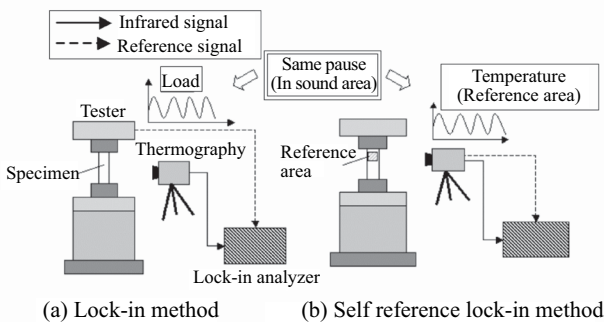 Infrared signal
Reference signal
Same pause
(In sound area)
Load
Temperature
(Reference area)
Tester
Thermography
Specimen
Reference
area
Lock-in analyzer
(a) Lock-in method
(b) Self reference lock-in method